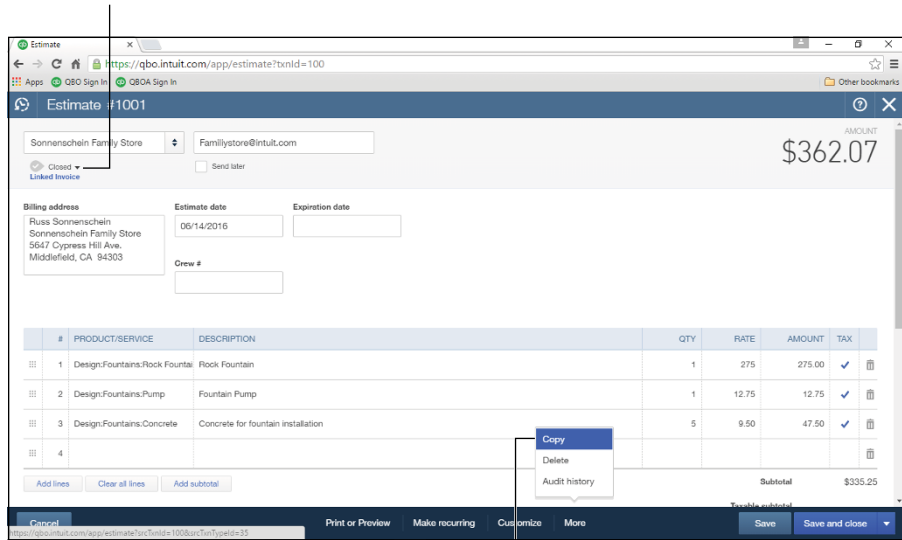 Estimate
https://qbo.intuit.com/app/estimate?txnId=100
Apps QBO Sign In QBOA Sign In Other bookmarks
Estimate #1001
AMOUNT
$362.07
Sonnenschein Family Store Familiystore@intuit.com
Closed Send later
Linked Invoice
Billing address Estimate date Expiration date
Russ Sonnenschein
Sonnenschein Family Store
5647 Cypress Hill Ave.
Middlefield, CA 94303
06/14/2016
Crew #
# PRODUCT/SERVICE DESCRIPTION QTY RATE AMOUNT TAX
1 Design:Fountains:Rock Fountai Rock Fountain 1 275 275.00
2 Design:Fountains:Pump Fountain Pump 1 12.75 12.75
3 Design:Fountains:Concrete Concrete for fountain installation 5 9.50 47.50
4
Copy
Delete
Audit history
Add lines Clear all lines Add subtotal Subtotal $335.25
Taxable subtotal
Cancel Print or Preview Make recurring Customize More Save Save and close
https://qbo.intuit.com/app/estimate?srcTxnId=100&srcTxnTypeId=35